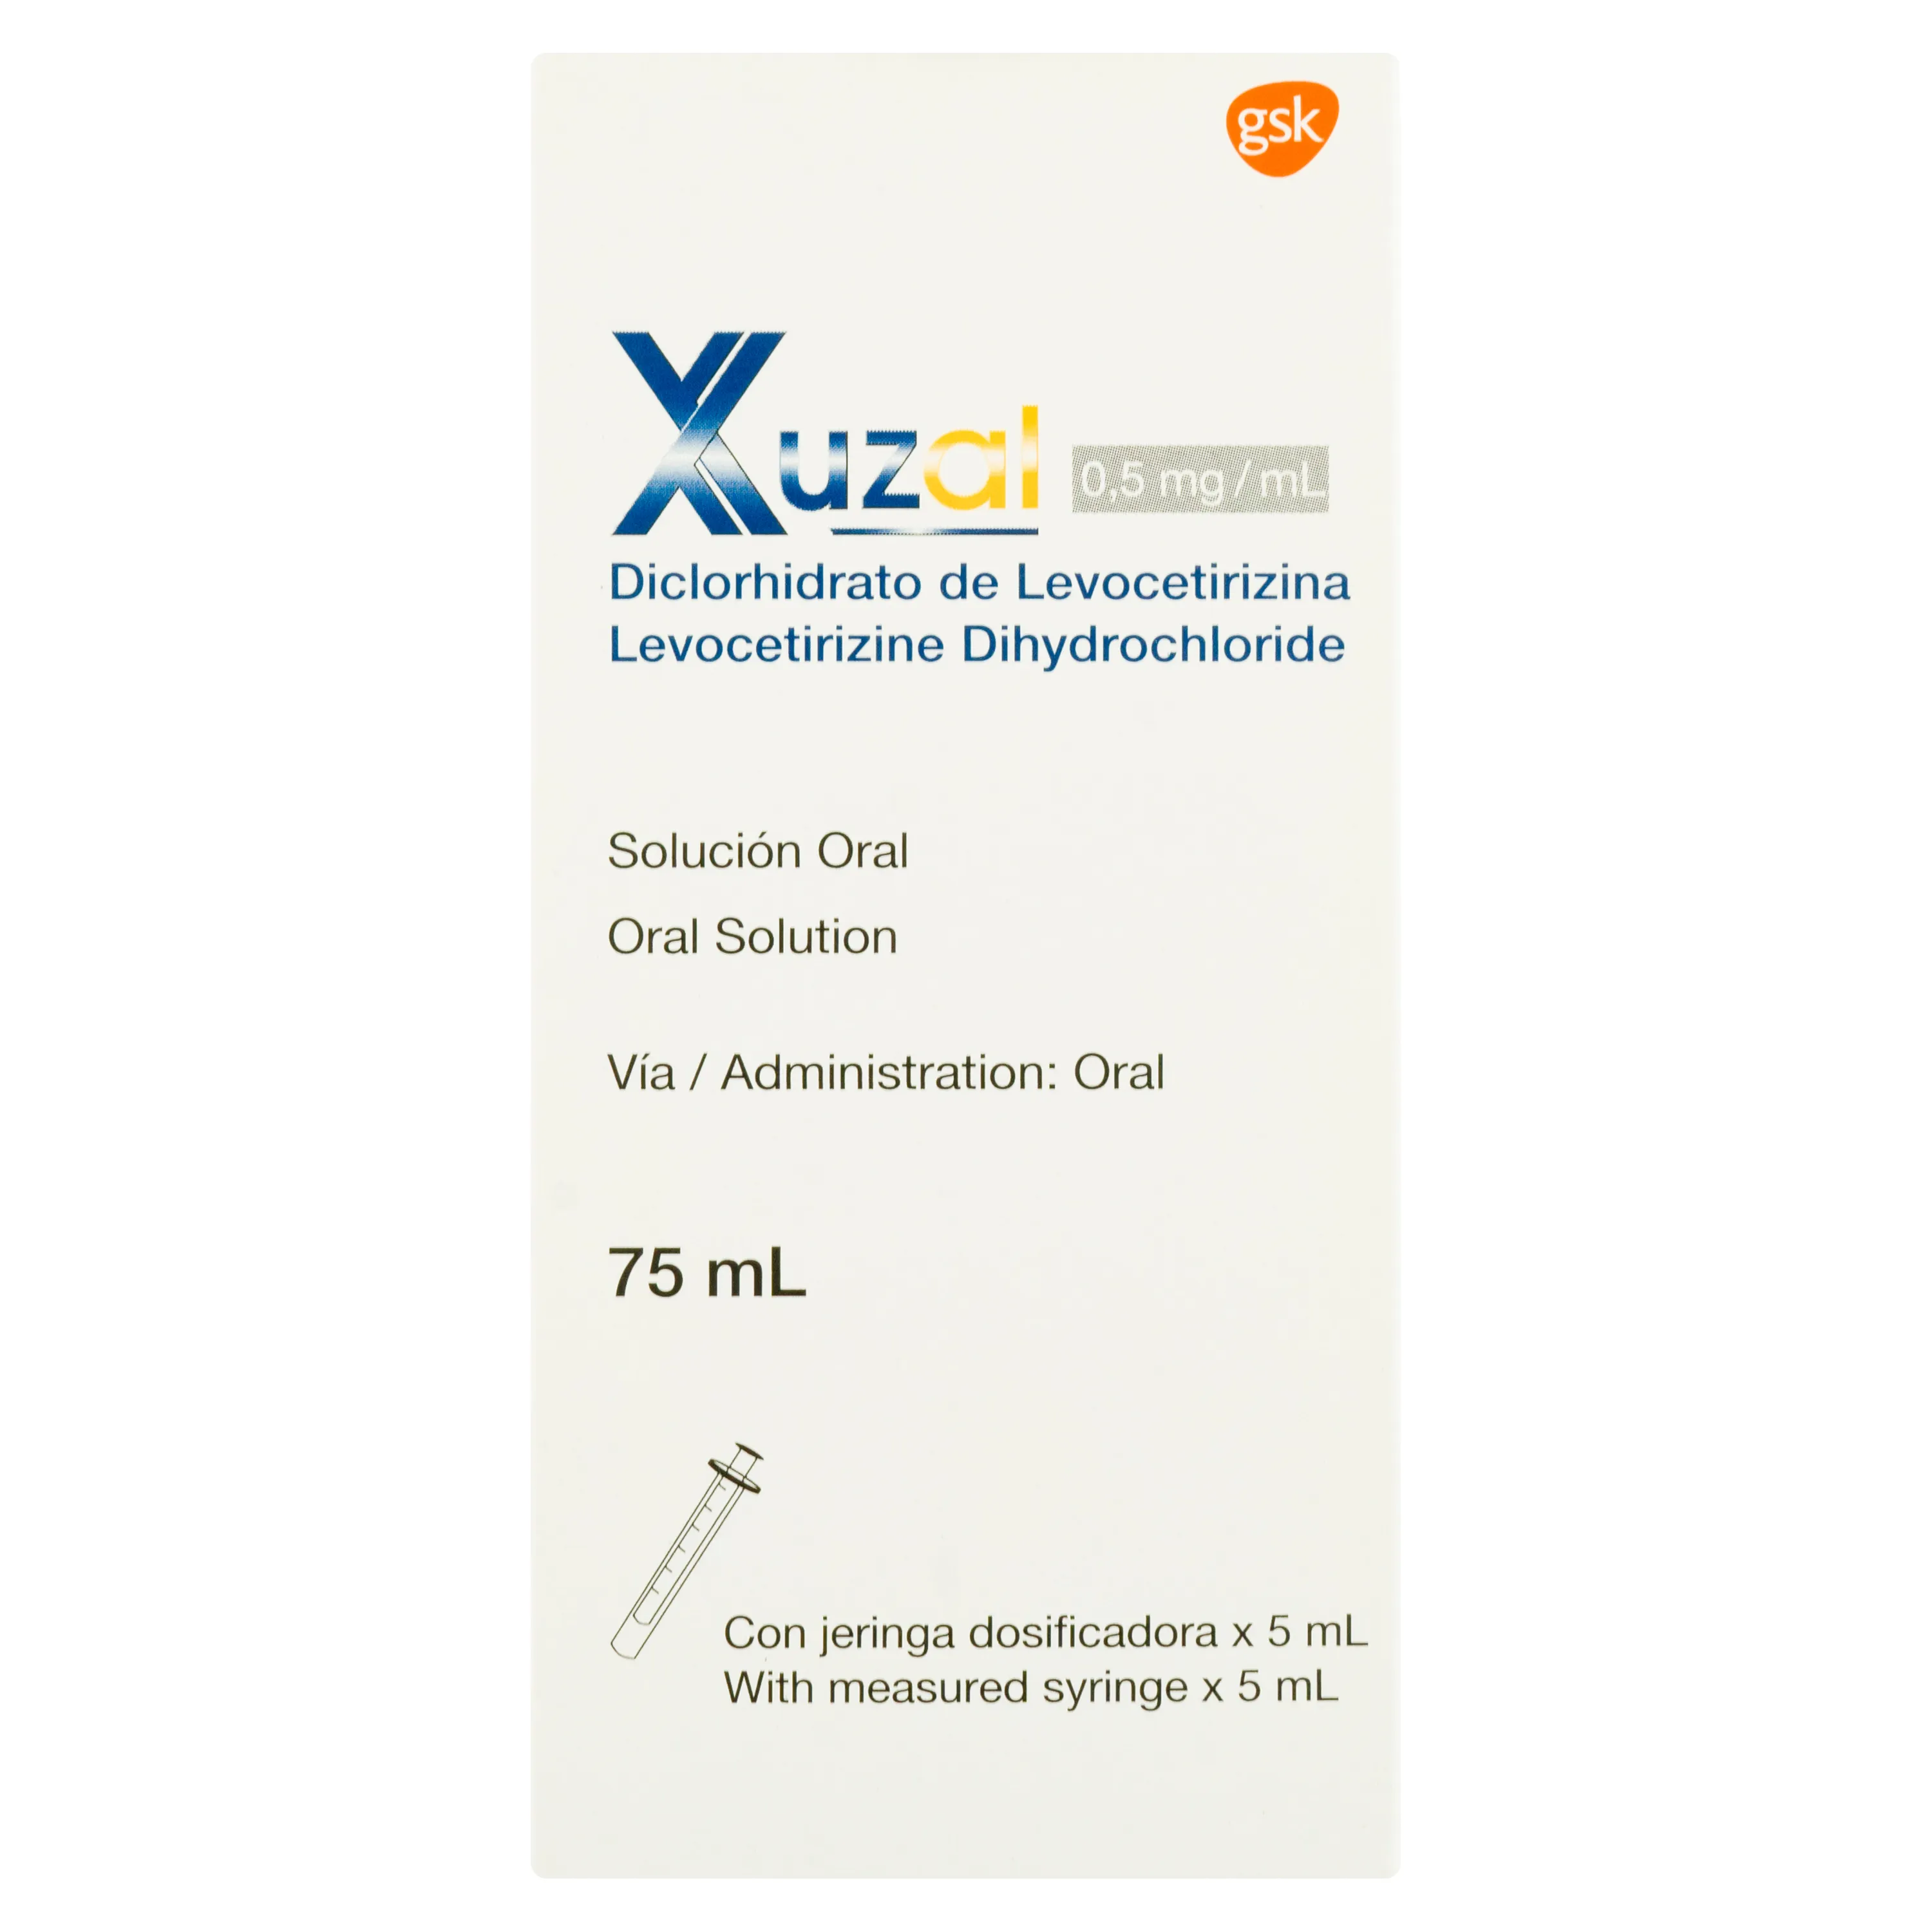 gsk
Xuzal 0,5 mg/mL
Diclorhidrato de Levocetirizina
Levocetirizine Dihydrochloride
Solución Oral
Oral Solution
Vía / Administration: Oral
75 mL
Con jeringa dosificadora x 5 mL
With measured syringe x 5 mL